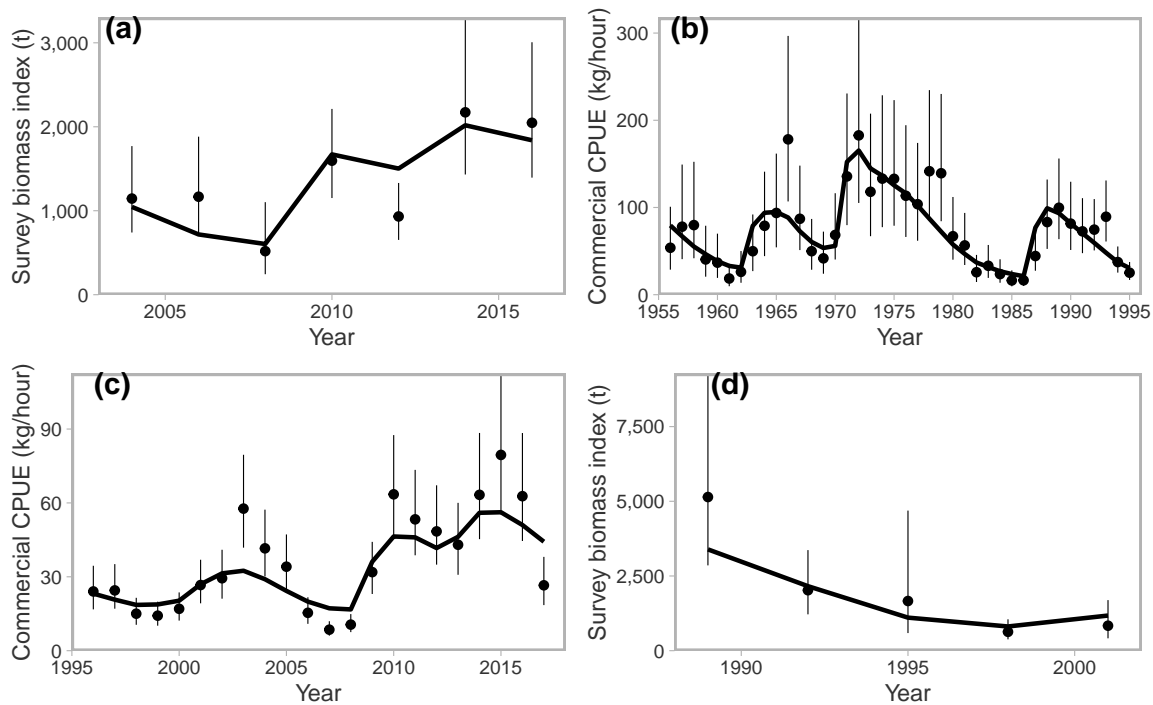 (a)
Survey biomass index (t)
3,000
2,000
1,000
0
2005 2010 2015
Year
(b)
Commercial CPUE (kg/hour)
300
200
100
0
1955 1960 1965 1970 1975 1980 1985 1990 1995
Year
(c)
Commercial CPUE (kg/hour)
90
60
30
0
1995 2000 2005 2010 2015
Year
(d)
Survey biomass index (t)
7,500
5,000
2,500
0
1990 1995 2000
Year